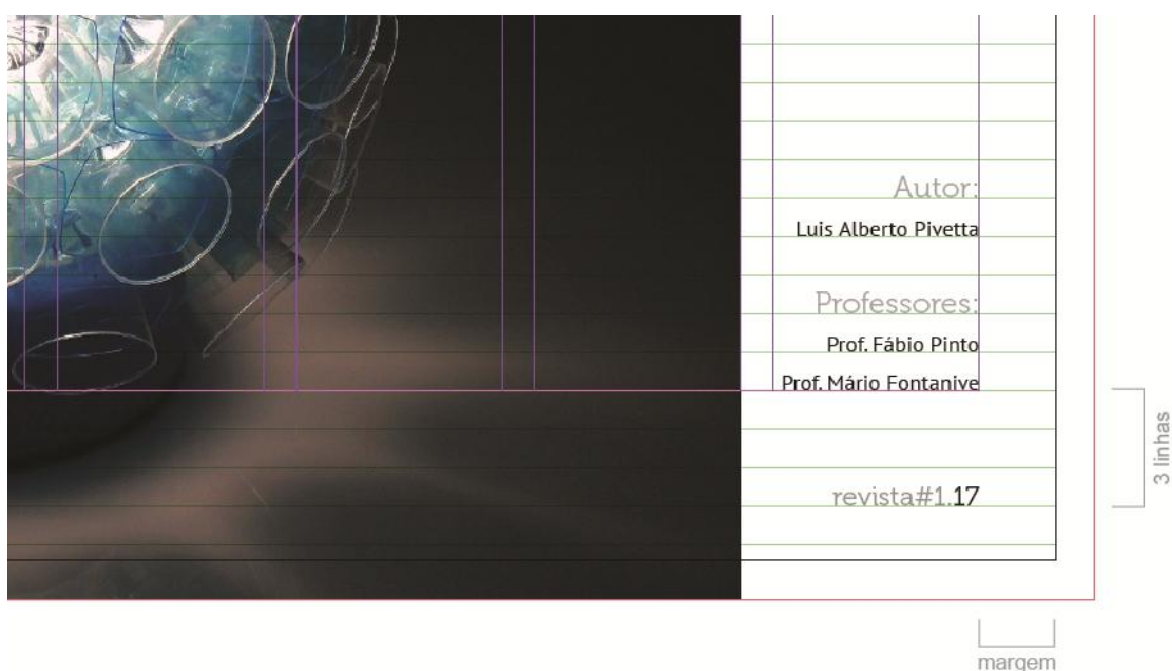 Autor:
Luis Alberto Pivetta
Professores:
Prof. Fábio Pinto
Prof. Mário Fontanive
3 linhas
revista#1.17
margem